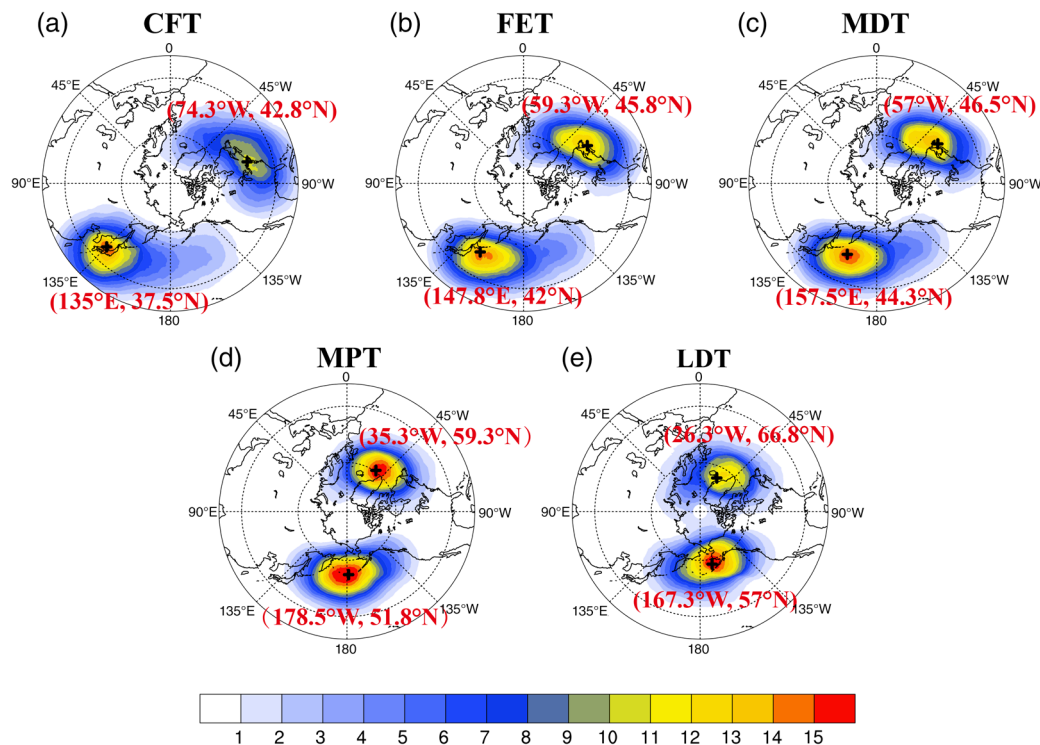 (a) CFT
(b) FET
(c) MDT
0
45°E
45°W
(74.3°W, 42.8°N)
90°E
90°W
135°E
135°W
(135°E, 37.5°N)
180
0
45°E
45°W
(59.3°W, 45.8°N)
90°E
90°W
135°E
135°W
(147.8°E, 42°N)
180
0
45°E
45°W
(57°W, 46.5°N)
90°E
90°W
135°E
135°W
(157.5°E, 44.3°N)
180
(d) MPT
(e) LDT
0
45°E
45°W
(35.3°W, 59.3°N)
90°E
90°W
135°E
135°W
(178.5°W, 51.8°N)
180
0
45°E
45°W
(26.3°W, 66.8°N)
90°E
90°W
135°E
135°W
(167.3°W, 57°N)
180
1 2 3 4 5 6 7 8 9 10 11 12 13 14 15